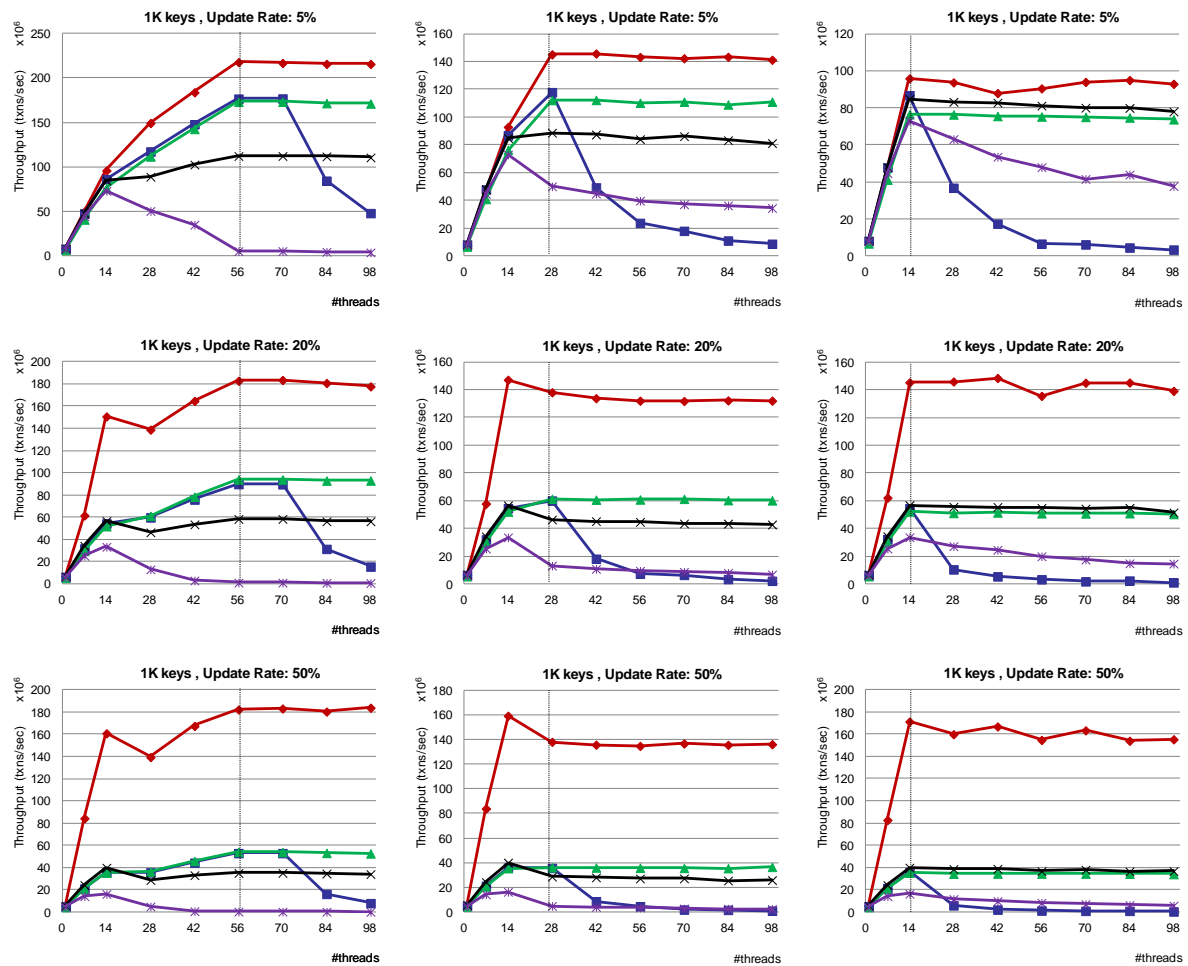 1K keys , Update Rate: 5%
x10⁶
Throughput (txns/sec)
250
200
150
100
50
0
0 14 28 42 56 70 84 98
#threads
1K keys , Update Rate: 5%
x10⁶
Throughput (txns/sec)
160
140
120
100
80
60
40
20
0
0 14 28 42 56 70 84 98
#threads
1K keys , Update Rate: 5%
x10⁶
Throughput (txns/sec)
120
100
80
60
40
20
0
0 14 28 42 56 70 84 98
#threads
1K keys , Update Rate: 20%
x10⁶
Throughput (txns/sec)
200
180
160
140
120
100
80
60
40
20
0
0 14 28 42 56 70 84 98
#threads
1K keys , Update Rate: 20%
x10⁶
Throughput (txns/sec)
160
140
120
100
80
60
40
20
0
0 14 28 42 56 70 84 98
#threads
1K keys , Update Rate: 20%
x10⁶
Throughput (txns/sec)
160
140
120
100
80
60
40
20
0
0 14 28 42 56 70 84 98
#threads
1K keys , Update Rate: 50%
x10⁶
Throughput (txns/sec)
200
180
160
140
120
100
80
60
40
20
0
0 14 28 42 56 70 84 98
#threads
1K keys , Update Rate: 50%
x10⁶
Throughput (txns/sec)
180
160
140
120
100
80
60
40
20
0
0 14 28 42 56 70 84 98
#threads
1K keys , Update Rate: 50%
x10⁶
Throughput (txns/sec)
200
180
160
140
120
100
80
60
40
20
0
0 14 28 42 56 70 84 98
#threads